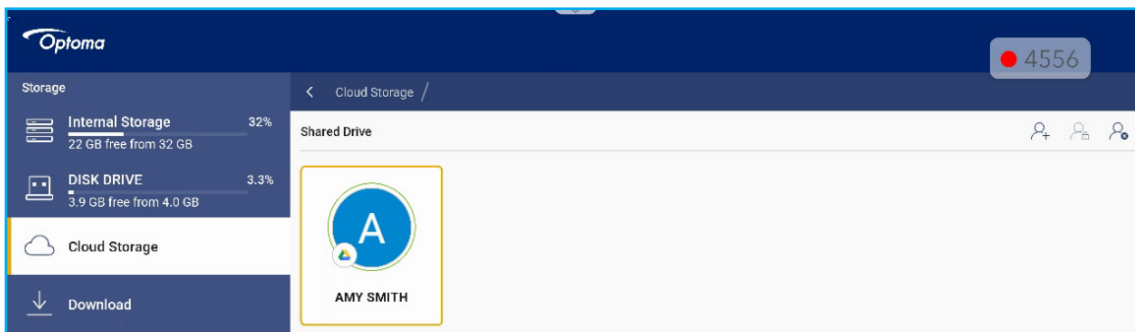 Optoma
4556
Storage
Cloud Storage /
Internal Storage 32%
22 GB free from 32 GB
Shared Drive
DISK DRIVE 3.3%
3.9 GB free from 4.0 GB
Cloud Storage
A
Download
AMY SMITH